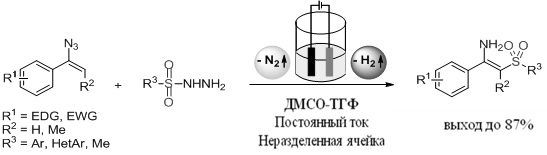 N₃
R¹
R²
+
R³
O
S
O
NHNH₂
- N₂↑
- H₂↑
ДМСО-ТГФ
Постоянный ток
Неразделенная ячейка
NH₂
O
O
S
R³
R¹
R²
выход до 87%
R¹ = EDG, EWG
R² = H, Me
R³ = Ar, HetAr, Me